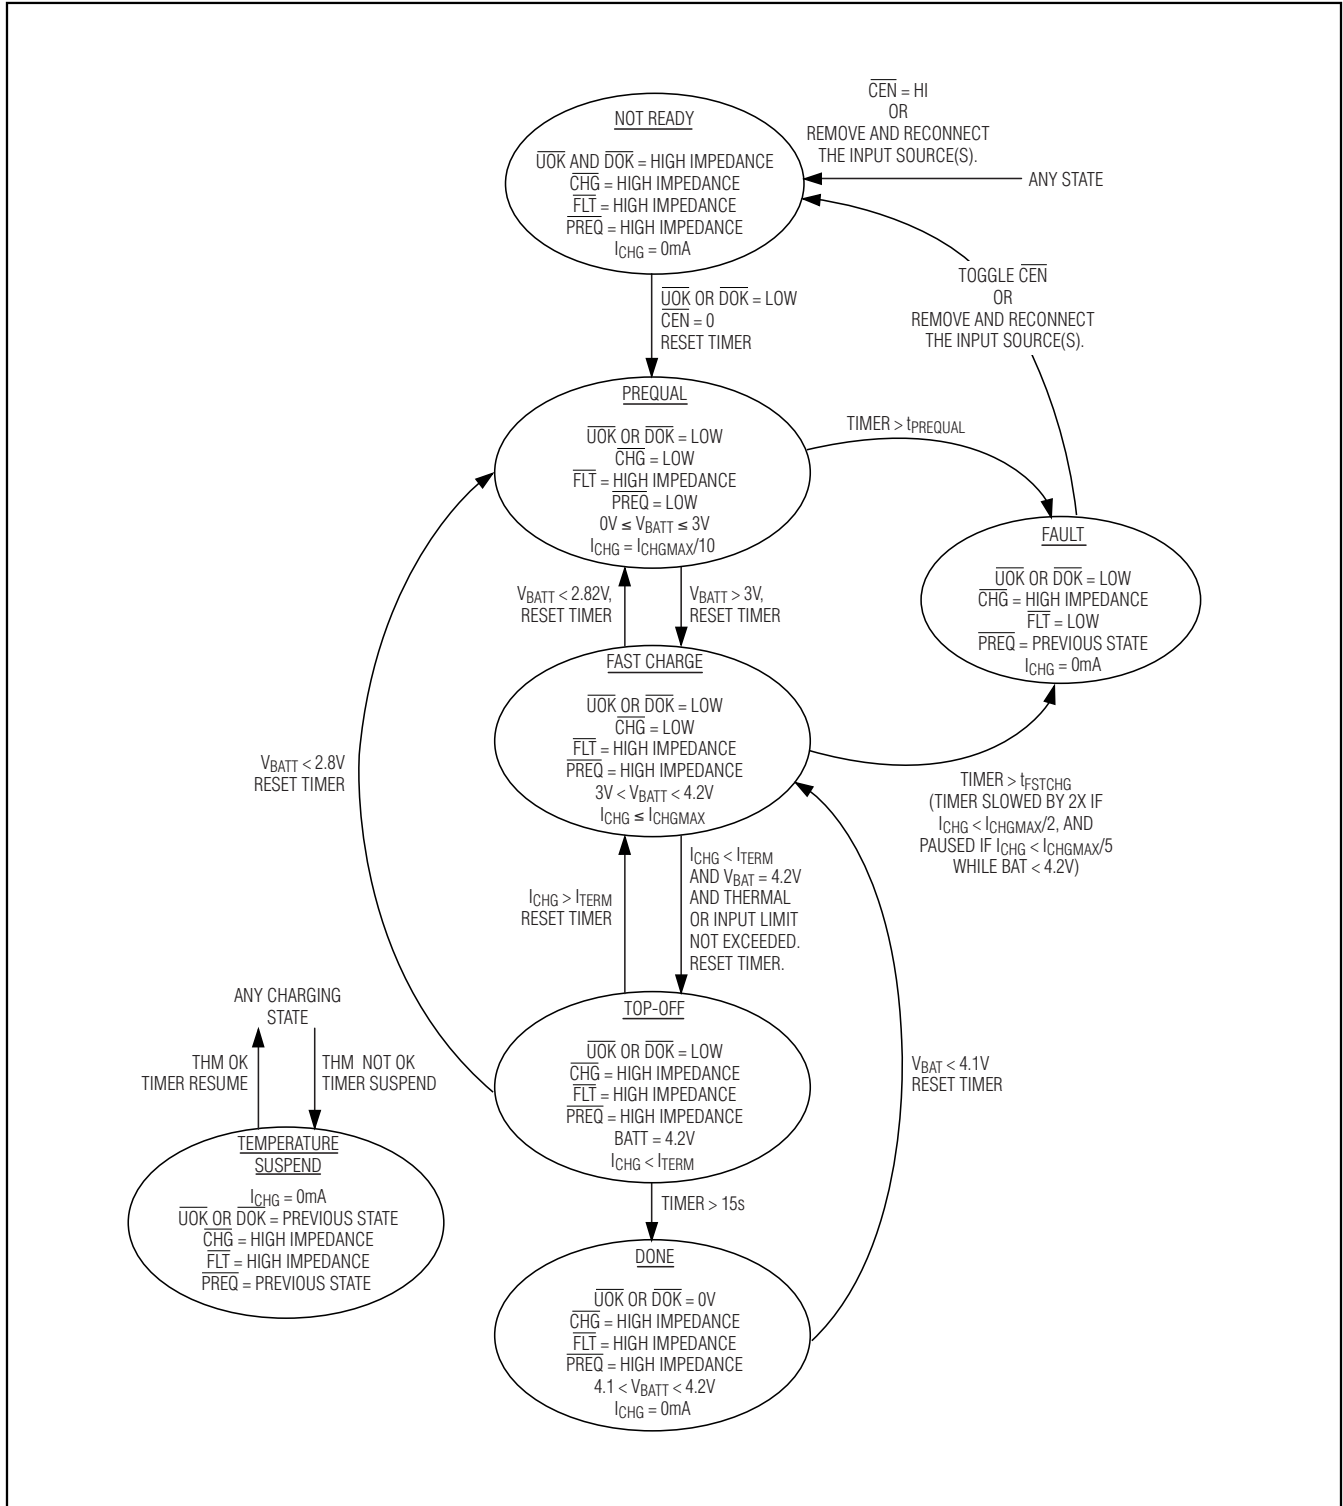 CEN = HI
OR
REMOVE AND RECONNECT
THE INPUT SOURCE(S).
ANY STATE
NOT READY
UOK AND DOK = HIGH IMPEDANCE
CHG = HIGH IMPEDANCE
FLT = HIGH IMPEDANCE
PREQ = HIGH IMPEDANCE
ICHG = 0mA
TOGGLE CEN
OR
REMOVE AND RECONNECT
THE INPUT SOURCE(S).
UOK OR DOK = LOW
CEN = 0
RESET TIMER
PREQUAL
UOK OR DOK = LOW
CHG = LOW
FLT = HIGH IMPEDANCE
PREQ = LOW
0V ≤ VBATT ≤ 3V
ICHG = ICHGMAX/10
TIMER > tPREQUAL
FAULT
UOK OR DOK = LOW
CHG = HIGH IMPEDANCE
FLT = LOW
PREQ = PREVIOUS STATE
ICHG = 0mA
VBATT < 2.82V,
RESET TIMER
VBATT > 3V,
RESET TIMER
FAST CHARGE
UOK OR DOK = LOW
CHG = LOW
FLT = HIGH IMPEDANCE
PREQ = HIGH IMPEDANCE
3V < VBATT < 4.2V
ICHG ≤ ICHGMAX
VBATT < 2.8V
RESET TIMER
TIMER > tFSTCHG
(TIMER SLOWED BY 2X IF
ICHG < ICHGMAX/2, AND
PAUSED IF ICHG < ICHGMAX/5
WHILE BAT < 4.2V)
ICHG > ITERM
RESET TIMER
ICHG < ITERM
AND VBAT = 4.2V
AND THERMAL
OR INPUT LIMIT
NOT EXCEEDED.
RESET TIMER.
TOP-OFF
UOK OR DOK = LOW
CHG = HIGH IMPEDANCE
FLT = HIGH IMPEDANCE
PREQ = HIGH IMPEDANCE
BATT = 4.2V
ICHG < ITERM
VBAT < 4.1V
RESET TIMER
ANY CHARGING
STATE
THM OK
TIMER RESUME
THM NOT OK
TIMER SUSPEND
TEMPERATURE
SUSPEND
ICHG = 0mA
UOK OR DOK = PREVIOUS STATE
CHG = HIGH IMPEDANCE
FLT = HIGH IMPEDANCE
PREQ = PREVIOUS STATE
TIMER > 15s
DONE
UOK OR DOK = 0V
CHG = HIGH IMPEDANCE
FLT = HIGH IMPEDANCE
PREQ = HIGH IMPEDANCE
4.1 < VBATT < 4.2V
ICHG = 0mA